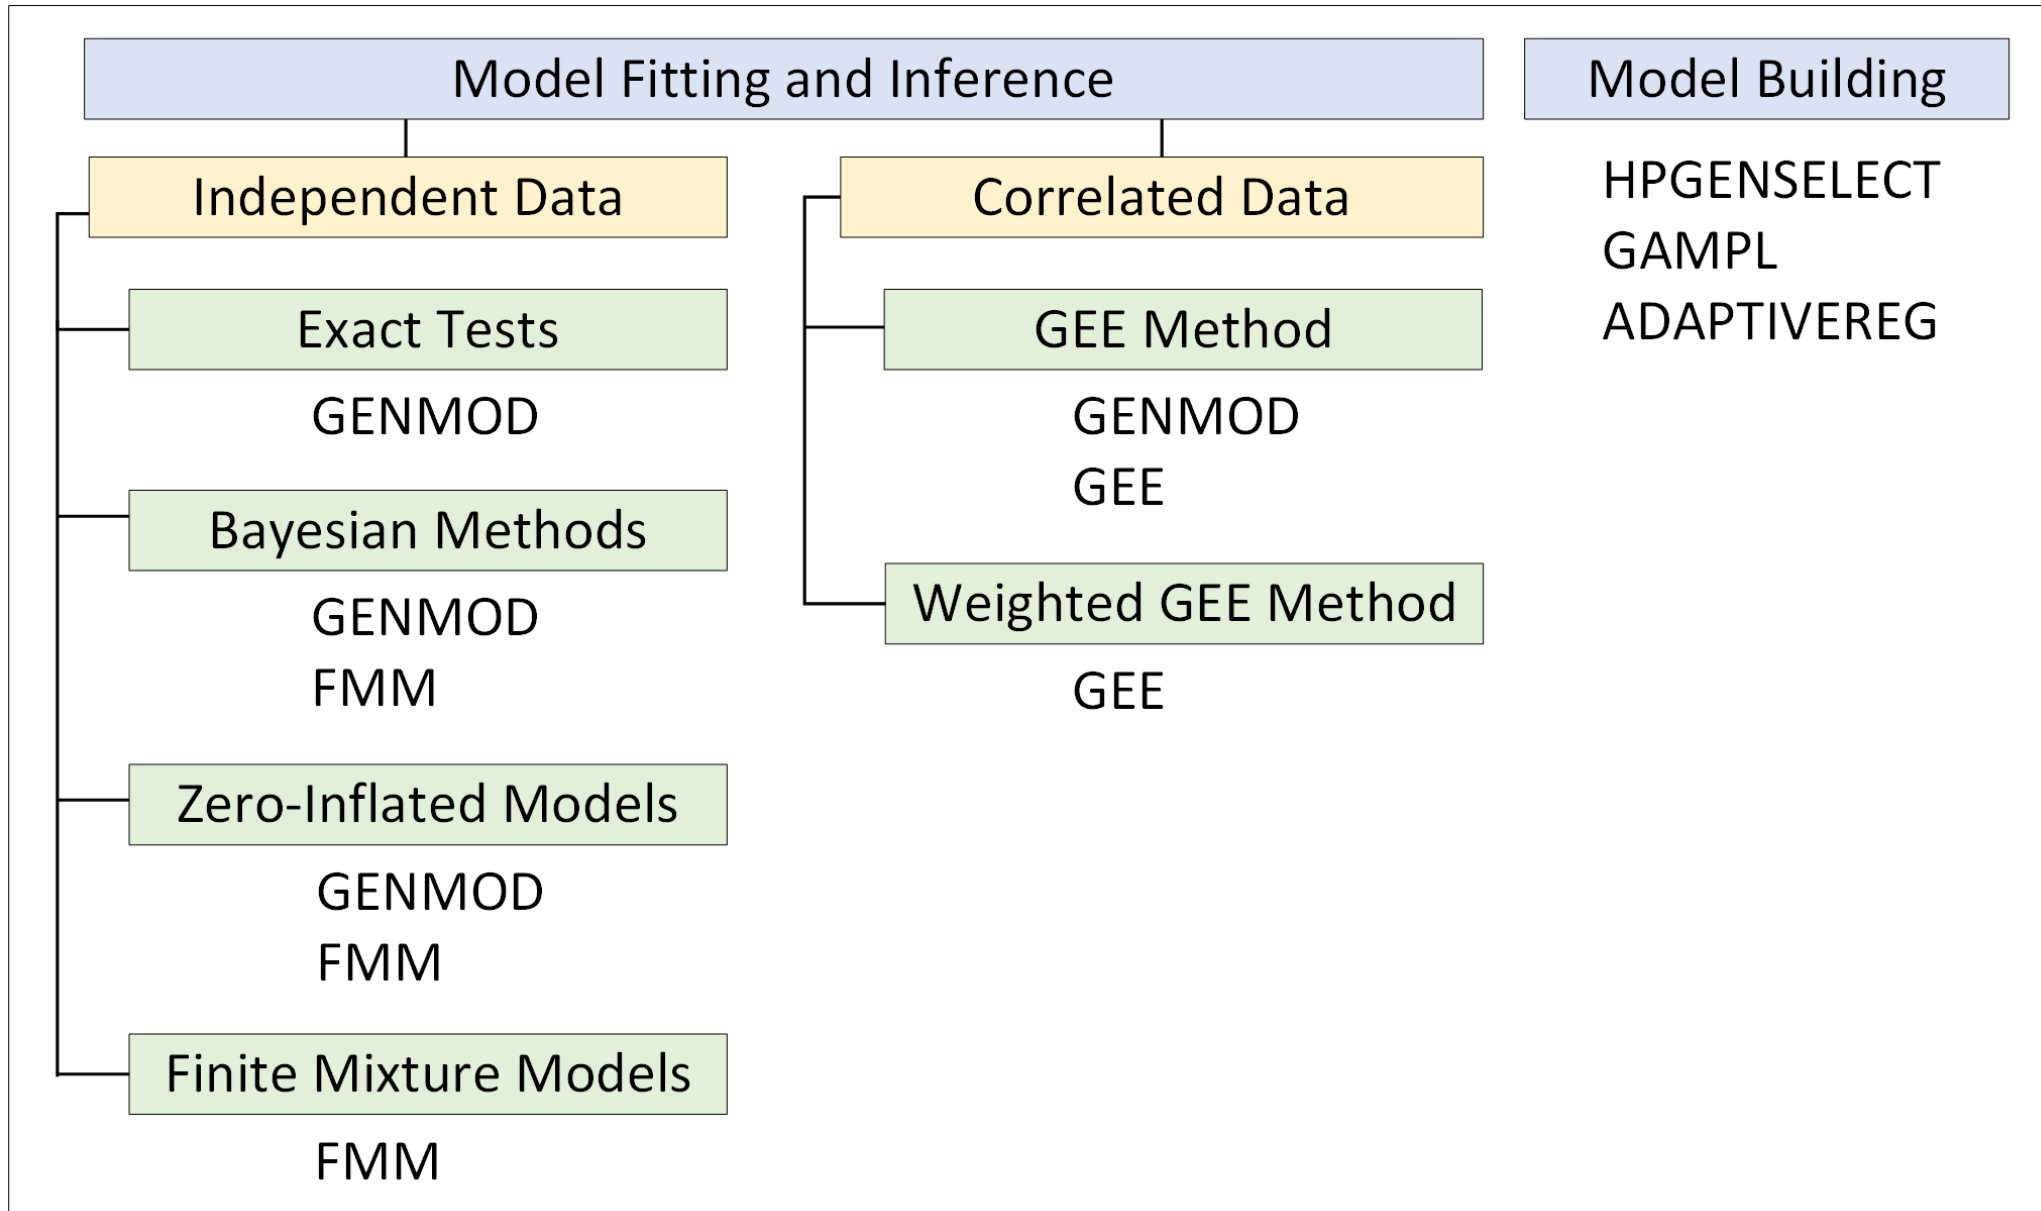 Model Fitting and Inference
Independent Data
Exact Tests
GENMOD
Bayesian Methods
GENMOD
FMM
Zero-Inflated Models
GENMOD
FMM
Finite Mixture Models
FMM
Correlated Data
GEE Method
GENMOD
GEE
Weighted GEE Method
GEE
Model Building
HPGENSELECT
GAMPL
ADAPTIVEREG